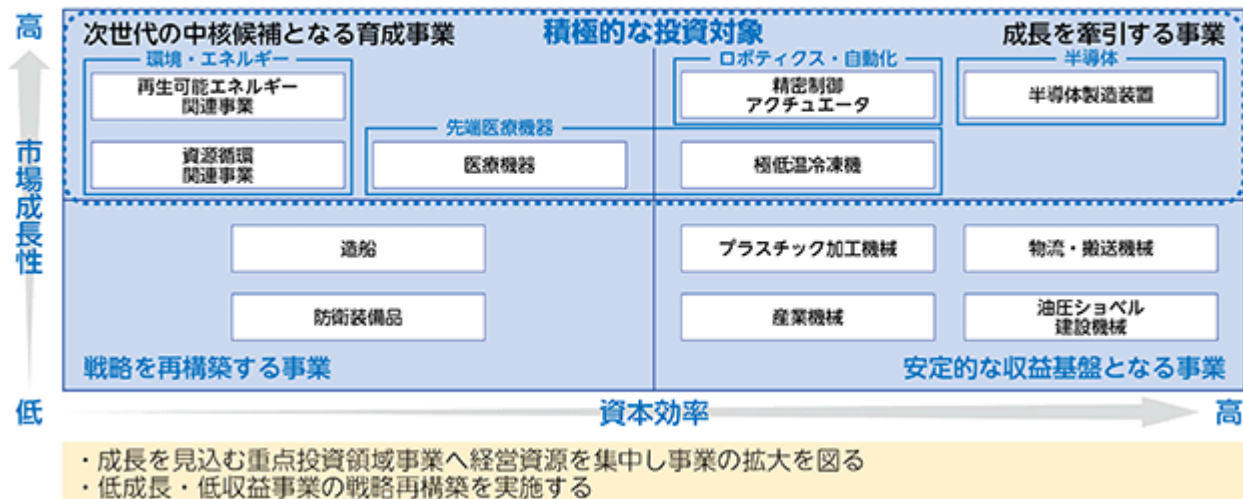 高
次世代の中核候補となる育成事業
積極的な投資対象
成長を牽引する事業
環境・エネルギー
ロボティクス・自動化
半導体
再生可能エネルギー
関連事業
精密制御
アクチュエータ
半導体製造装置
先端医療機器
資源循環
関連事業
医療機器
極低温冷凍機
市場成長性
造船
プラスチック加工機械
物流・搬送機械
防衛装備品
産業機械
油圧ショベル
建設機械
戦略を再構築する事業
安定的な収益基盤となる事業
低
資本効率
高
・成長を見込む重点投資領域事業へ経営資源を集中し事業の拡大を図る
・低成長・低収益事業の戦略再構築を実施する